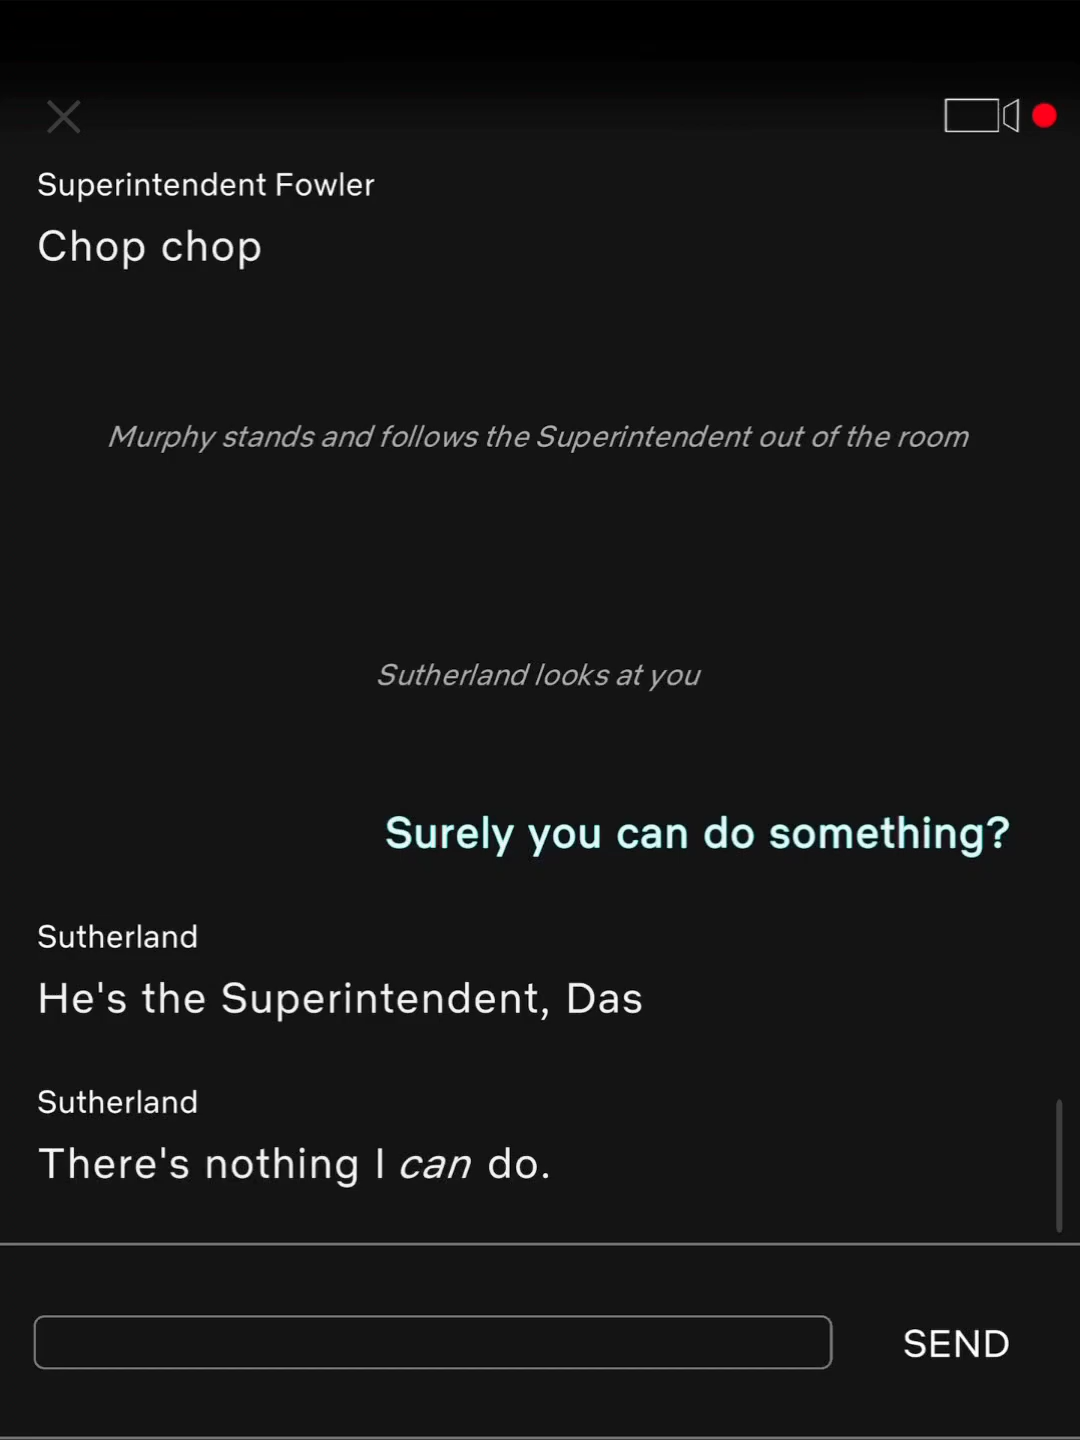 Superintendent Fowler
Chop chop
Murphy stands and follows the Superintendent out of the room
Sutherland looks at you
Surely you can do something?
Sutherland
He's the Superintendent, Das
Sutherland
There's nothing I can do.
SEND